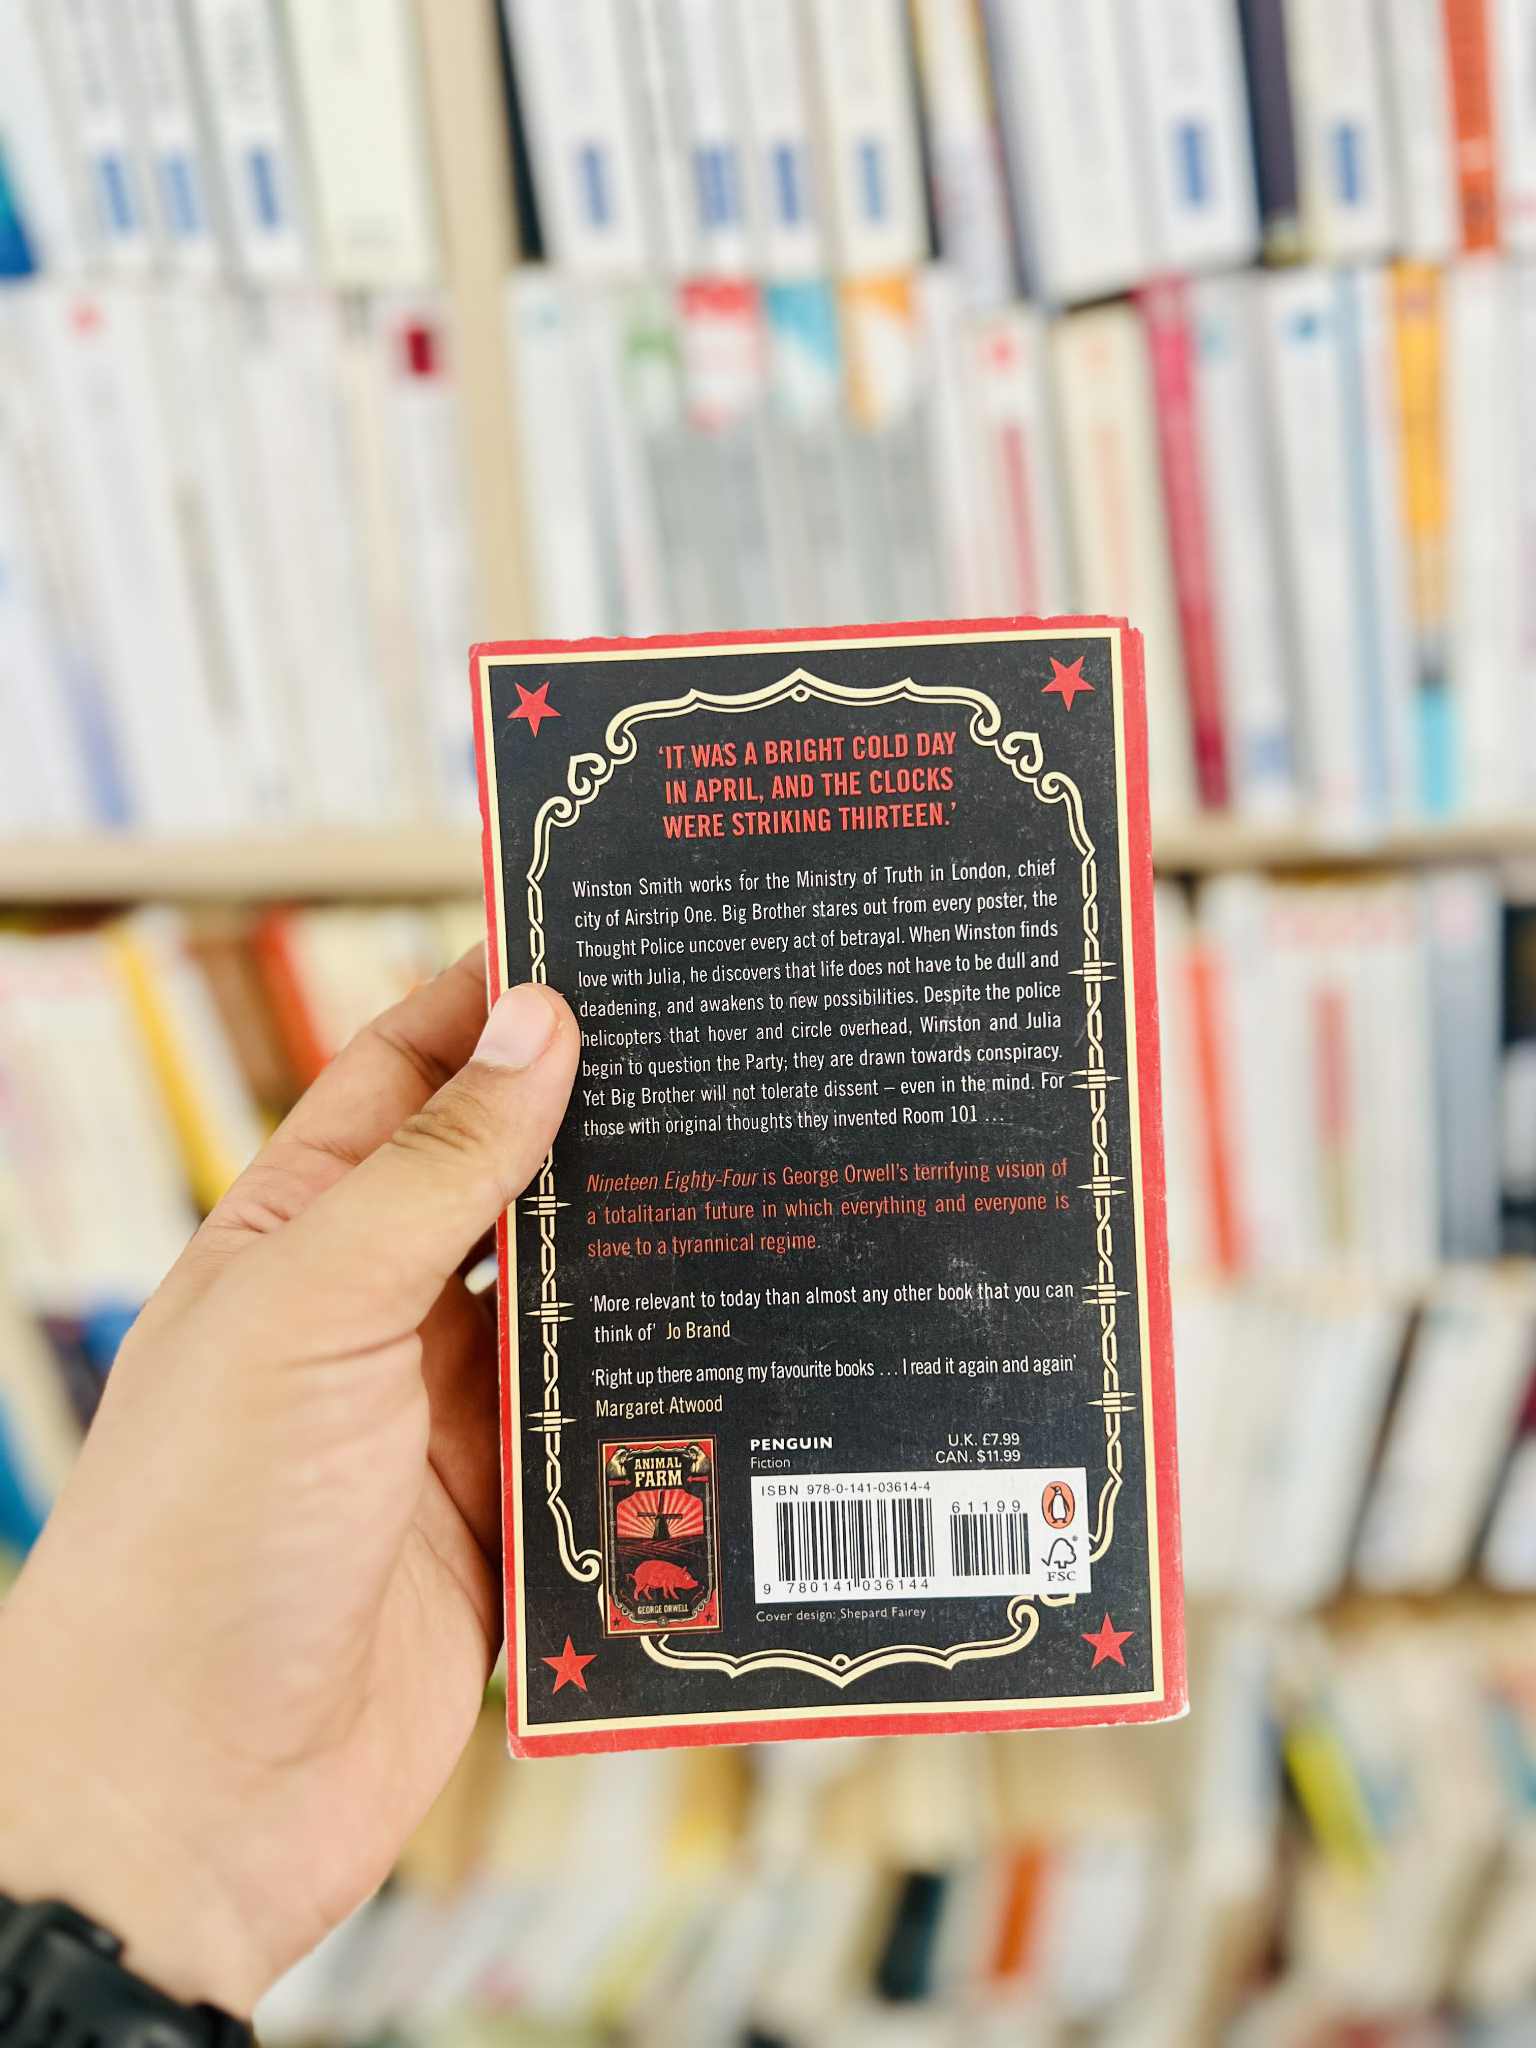 ‘IT WAS A BRIGHT COLD DAY
IN APRIL, AND THE CLOCKS
WERE STRIKING THIRTEEN.’
Winston Smith works for the Ministry of Truth in London, chief
city of Airstrip One. Big Brother stares out from every poster, the
Thought Police uncover every act of betrayal. When Winston finds
love with Julia, he discovers that life does not have to be dull and
deadening, and awakens to new possibilities. Despite the police
helicopters that hover and circle overhead, Winston and Julia
begin to question the Party; they are drawn towards conspiracy.
Yet Big Brother will not tolerate dissent – even in the mind. For
those with original thoughts they invented Room 101 …
Nineteen Eighty-Four is George Orwell’s terrifying vision of
a totalitarian future in which everything and everyone is
slave to a tyrannical regime.
‘More relevant to today than almost any other book that you can
think of’ Jo Brand
‘Right up there among my favourite books … I read it again and again’
Margaret Atwood
ANIMAL
FARM
GEORGE ORWELL
PENGUIN
Fiction
U.K. £7.99
CAN. $11.99
ISBN 978-0-141-03614-4
61199
9 780141 036144
FSC
Cover design: Shepard Fairey